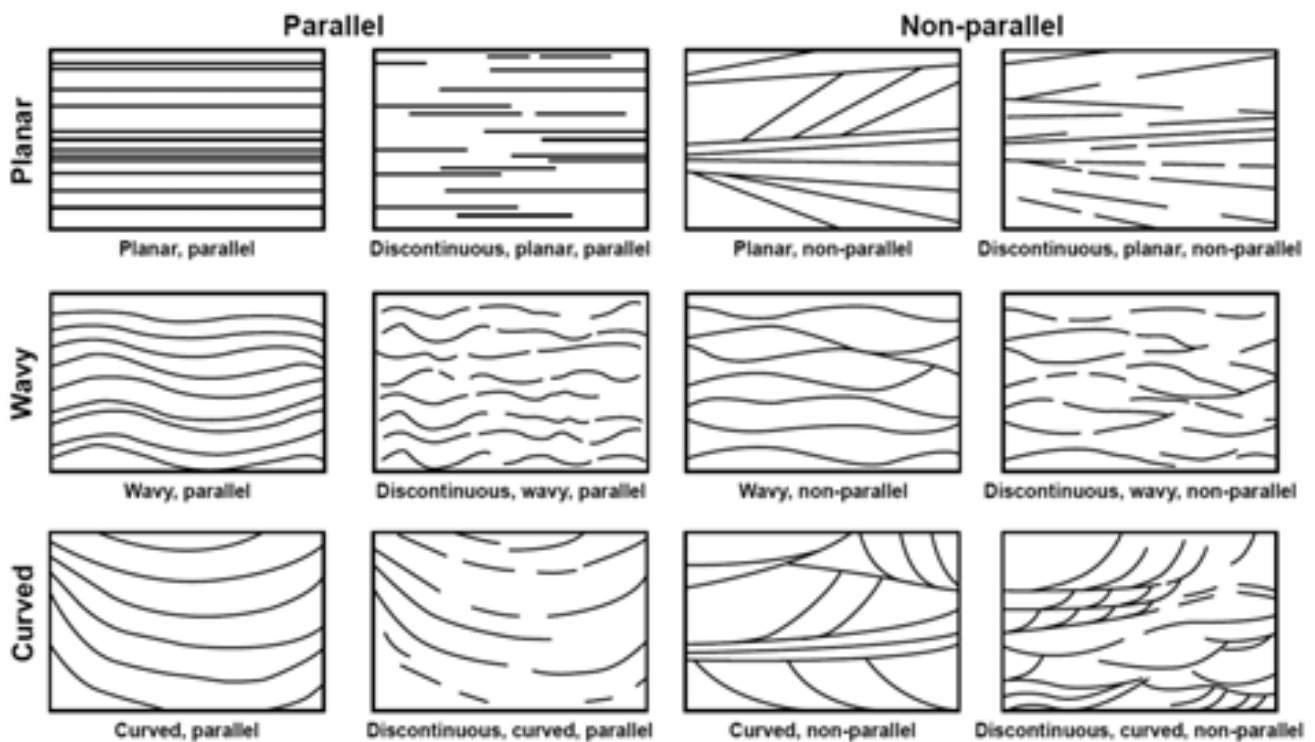 Parallel
Non-parallel
Planar
Planar, parallel
Discontinuous, planar, parallel
Planar, non-parallel
Discontinuous, planar, non-parallel
Wavy
Wavy, parallel
Discontinuous, wavy, parallel
Wavy, non-parallel
Discontinuous, wavy, non-parallel
Curved
Curved, parallel
Discontinuous, curved, parallel
Curved, non-parallel
Discontinuous, curved, non-parallel